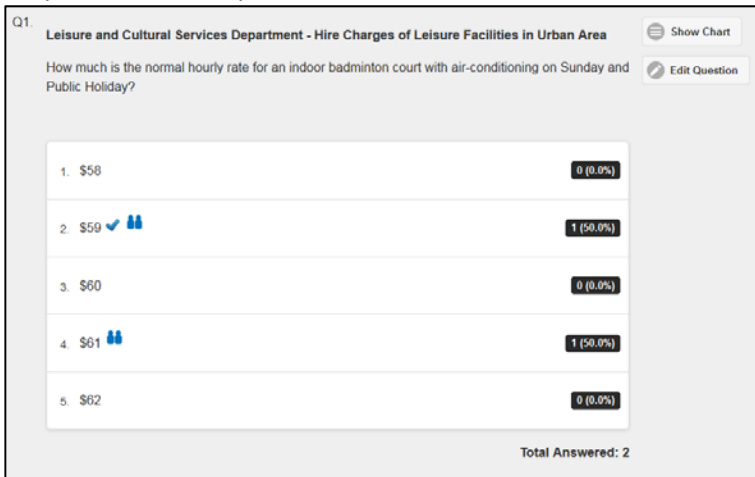 Q1.
Leisure and Cultural Services Department - Hire Charges of Leisure Facilities in Urban Area
Show Chart
How much is the normal hourly rate for an indoor badminton court with air-conditioning on Sunday and
Public Holiday?
Edit Question
1. $58 0 (0.0%)
2. $59 1 (50.0%)
3. $60 0 (0.0%)
4. $61 1 (50.0%)
5. $62 0 (0.0%)
Total Answered: 2